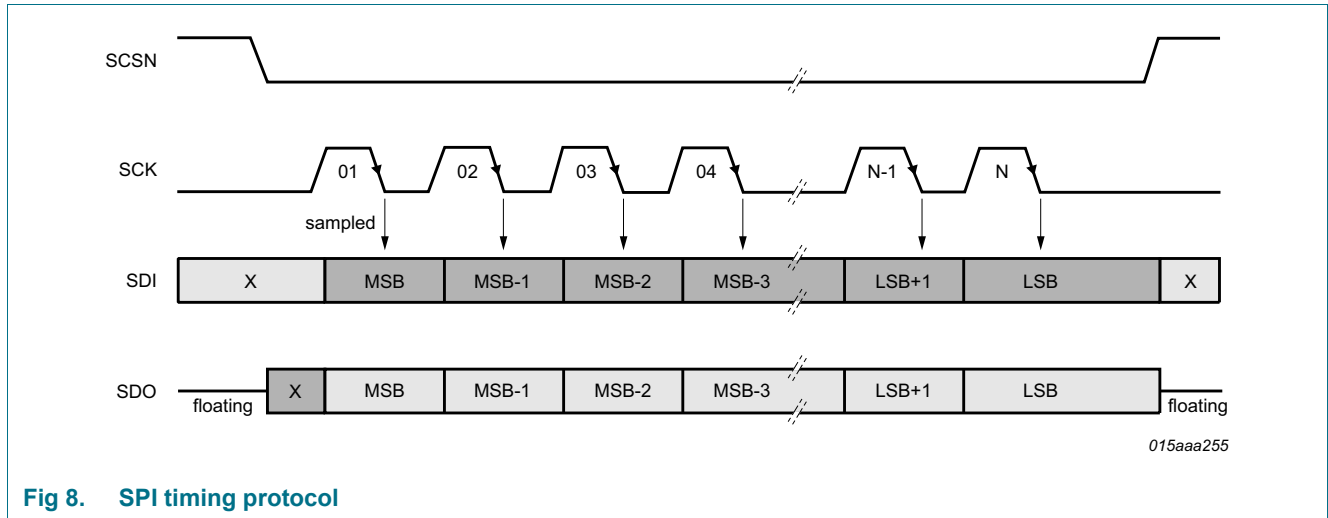 SCSN
SCK 01 02 03 04 N-1 N
sampled
SDI X MSB MSB-1 MSB-2 MSB-3 LSB+1 LSB X
SDO X MSB MSB-1 MSB-2 MSB-3 LSB+1 LSB
floating floating
015aaa255
Fig 8. SPI timing protocol